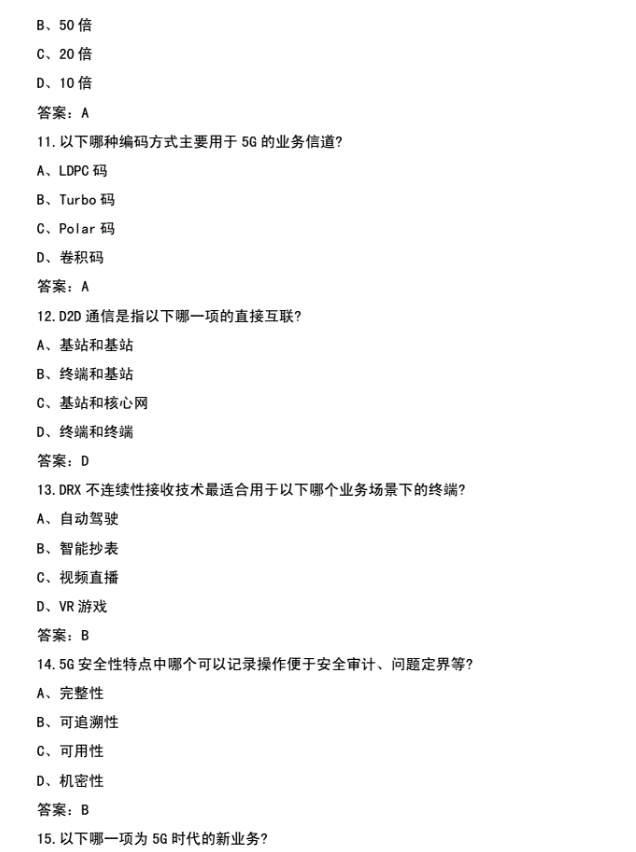 B、50 倍
C、20 倍
D、10 倍
答案：A
11.以下哪种编码方式主要用于 5G 的业务信道?
A、LDPC 码
B、Turbo 码
C、Polar 码
D、卷积码
答案：A
12.D2D 通信是指以下哪一项的直接互联?
A、基站和基站
B、终端和基站
C、基站和核心网
D、终端和终端
答案：D
13.DRX 不连续性接收技术最适合用于以下哪个业务场景下的终端?
A、自动驾驶
B、智能抄表
C、视频直播
D、VR 游戏
答案：B
14.5G 安全性特点中哪个可以记录操作便于安全审计、问题定界等?
A、完整性
B、可追溯性
C、可用性
D、机密性
答案：B
15.以下哪一项为 5G 时代的新业务?